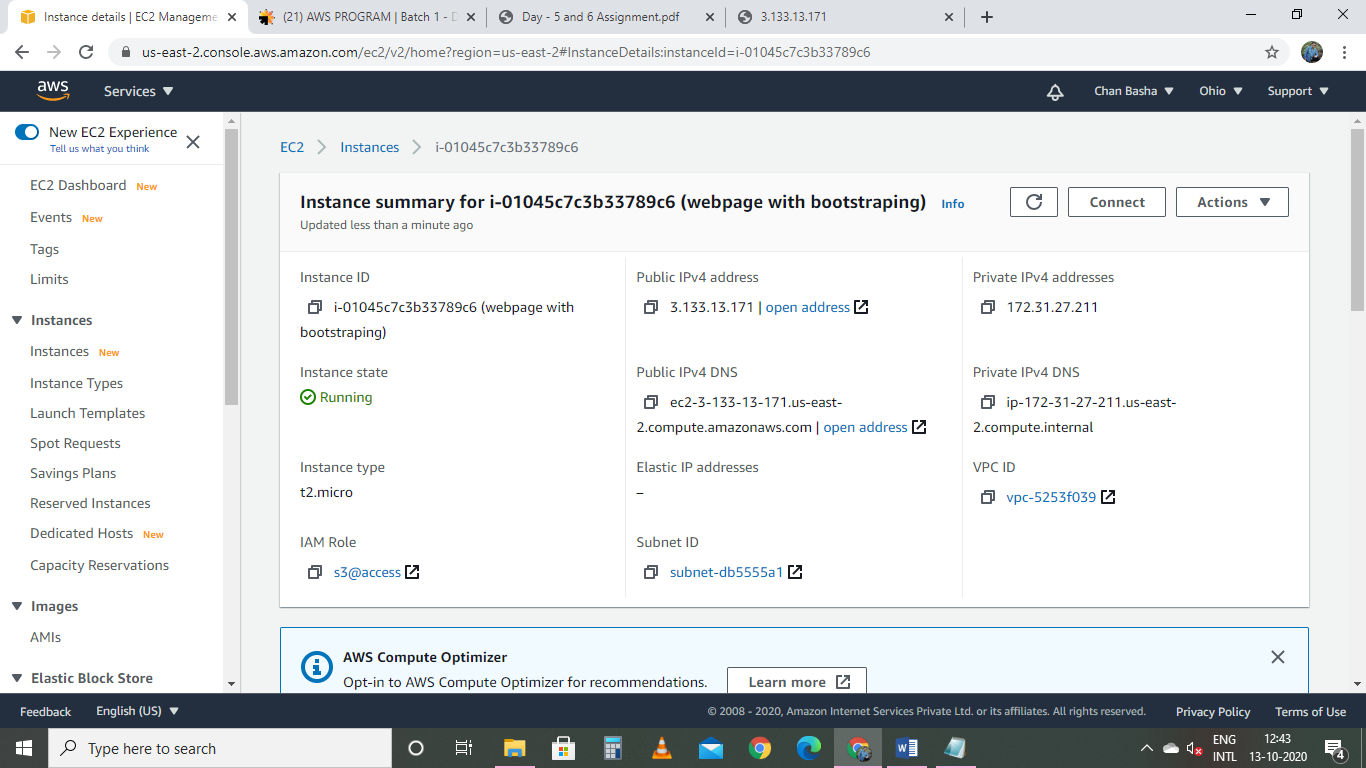 Instance details | EC2 Manageme
(21) AWS PROGRAM | Batch 1 - D
Day - 5 and 6 Assignment.pdf
3.133.13.171
us-east-2.console.aws.amazon.com/ec2/v2/home?region=us-east-2#InstanceDetails:instanceId=i-01045c7c3b33789c6
aws
Services
Chan Basha
Ohio
Support
New EC2 Experience
Tell us what you think
EC2 Dashboard New
Events New
Tags
Limits
Instances
Instances New
Instance Types
Launch Templates
Spot Requests
Savings Plans
Reserved Instances
Dedicated Hosts New
Capacity Reservations
Images
AMIs
Elastic Block Store
EC2 Instances i-01045c7c3b33789c6
Instance summary for i-01045c7c3b33789c6 (webpage with bootstraping) Info
Updated less than a minute ago
Connect
Actions
Instance ID
i-01045c7c3b33789c6 (webpage with
bootstraping)
Public IPv4 address
3.133.13.171 | open address
Private IPv4 addresses
172.31.27.211
Instance state
Running
Public IPv4 DNS
ec2-3-133-13-171.us-east-
2.compute.amazonaws.com | open address
Private IPv4 DNS
ip-172-31-27-211.us-east-
2.compute.internal
Instance type
t2.micro
Elastic IP addresses
–
VPC ID
vpc-5253f039
IAM Role
s3@access
Subnet ID
subnet-db5555a1
AWS Compute Optimizer
Opt-in to AWS Compute Optimizer for recommendations.
Learn more
Feedback
English (US)
© 2008 - 2020, Amazon Internet Services Private Ltd. or its affiliates. All rights reserved.
Privacy Policy
Terms of Use
Type here to search
ENG
INTL
12:43
13-10-2020
4